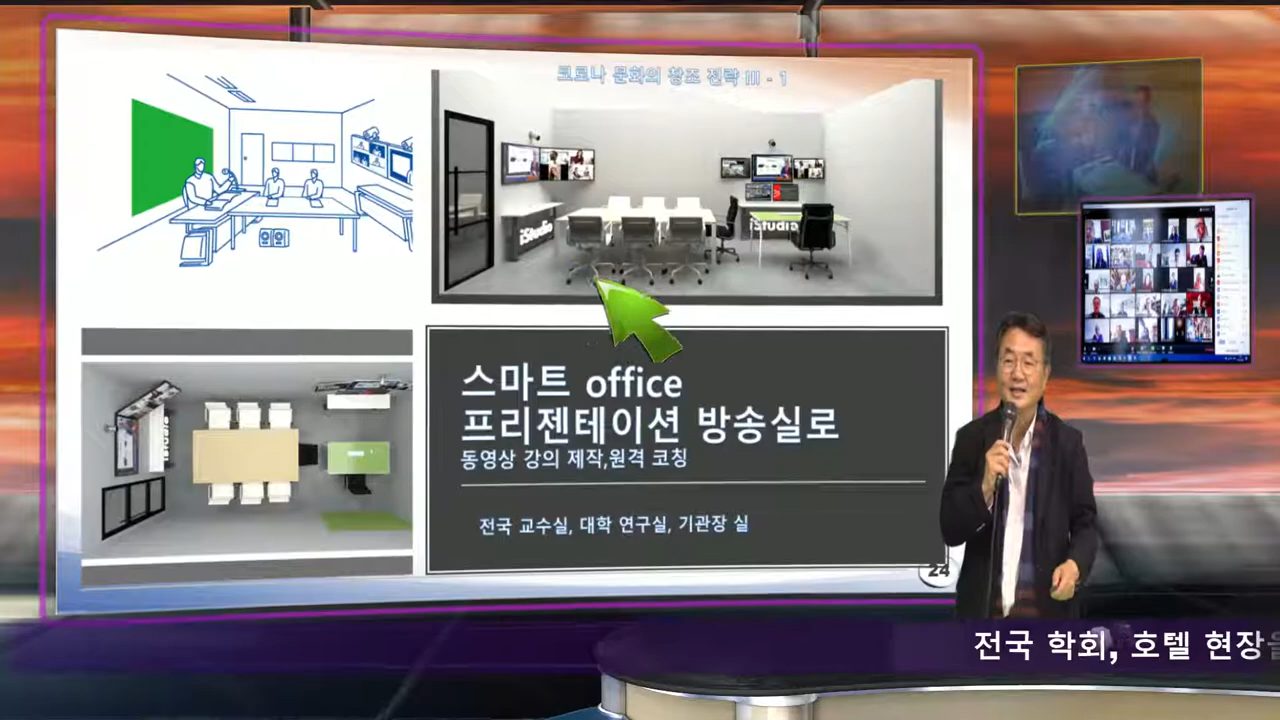 코로나 문화의 창조 전략 III - 1
iStudio
iStudio
스마트 office
프리젠테이션 방송실로
동영상 강의 제작,원격 코칭
전국 교수실, 대학 연구실, 기관장 실
24
전국 학회, 호텔 현장을